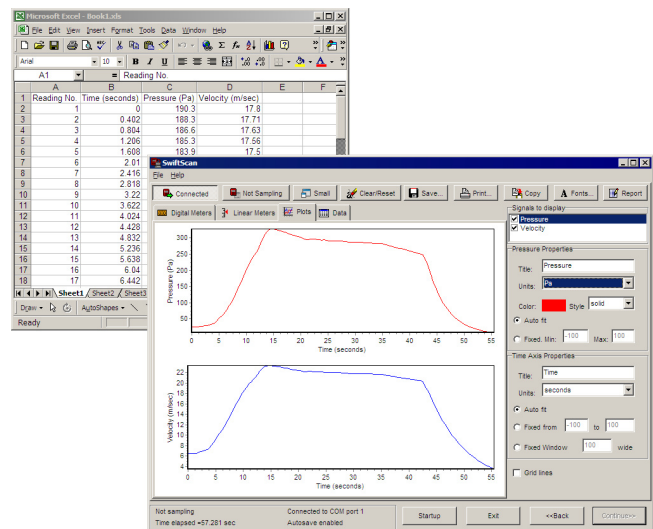 Microsoft Excel - Book1.xls
File Edit View Insert Format Tools Data Window Help
Arial 10 B I U
A1 = Reading No.
A B C D E F
1 Reading No. Time (seconds) Pressure (Pa) Velocity (m/sec)
2 1 0 190.3 17.8
3 2 0.402 188.3 17.71
4 3 0.804 186.6 17.63
5 4 1.206 185.3 17.56
6 5 1.608 183.9 17.5
7 6 2.01
8 7 2.416
9 8 2.818
10 9 3.22
11 10 3.622
12 11 4.024
13 12 4.428
14 13 4.832
15 14 5.236
16 15 5.638
17 16 6.04
18 17 6.442
Sheet1 Sheet2 Sheet3
Draw AutoShapes
Ready
SwiftScan
File Help
Connected Not Sampling Small Clear/Reset Save... Print... Copy Fonts... Report
Digital Meters Linear Meters Plots Data
Signals to display
Pressure
Velocity
Pressure Properties
Title: Pressure
Units: Pa
Color: Style solid
Auto fit
Fixed. Min: -100 Max: 100
Time Axis Properties
Title: Time
Units: seconds
Auto fit
Fixed from -100 to 100
Fixed Window 100 wide
Grid lines
Pressure (Pa)
300
250
200
150
100
50
0 5 10 15 20 25 30 35 40 45 50 55
Time (seconds)
Velocity (m/sec)
22
20
18
16
14
12
10
8
6
4
0 5 10 15 20 25 30 35 40 45 50 55
Time (seconds)
Not sampling Connected to COM port 1
Time elapsed =57.281 sec Autosave enabled
Startup Exit <<Back Continue>>